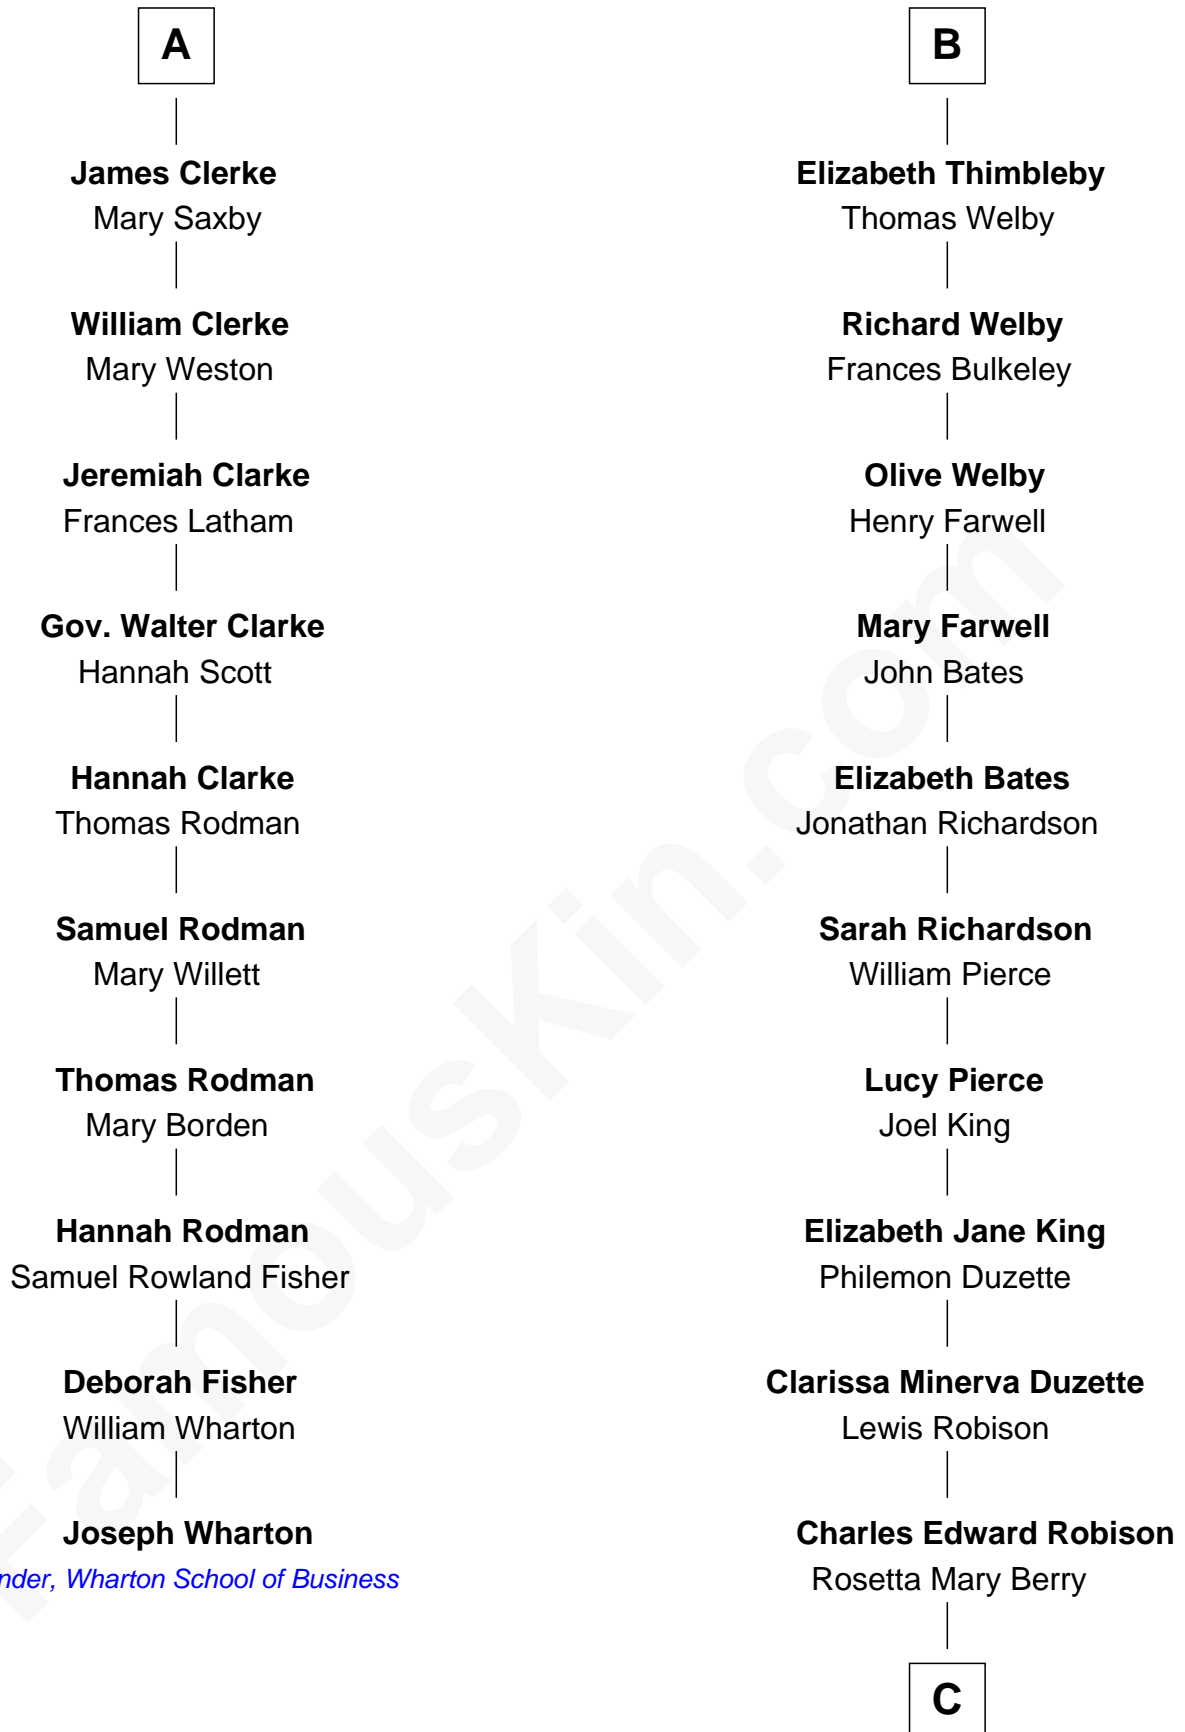 A
James Clerke
Mary Saxby
William Clerke
Mary Weston
Jeremiah Clarke
Frances Latham
Gov. Walter Clarke
Hannah Scott
Hannah Clarke
Thomas Rodman
Samuel Rodman
Mary Willett
Thomas Rodman
Mary Borden
Hannah Rodman
Samuel Rowland Fisher
Deborah Fisher
William Wharton
Joseph Wharton
nder, Wharton School of Business
B
Elizabeth Thimbleby
Thomas Welby
Richard Welby
Frances Bulkeley
Olive Welby
Henry Farwell
Mary Farwell
John Bates
Elizabeth Bates
Jonathan Richardson
Sarah Richardson
William Pierce
Lucy Pierce
Joel King
Elizabeth Jane King
Philemon Duzette
Clarissa Minerva Duzette
Lewis Robison
Charles Edward Robison
Rosetta Mary Berry
C
FamousKin.com